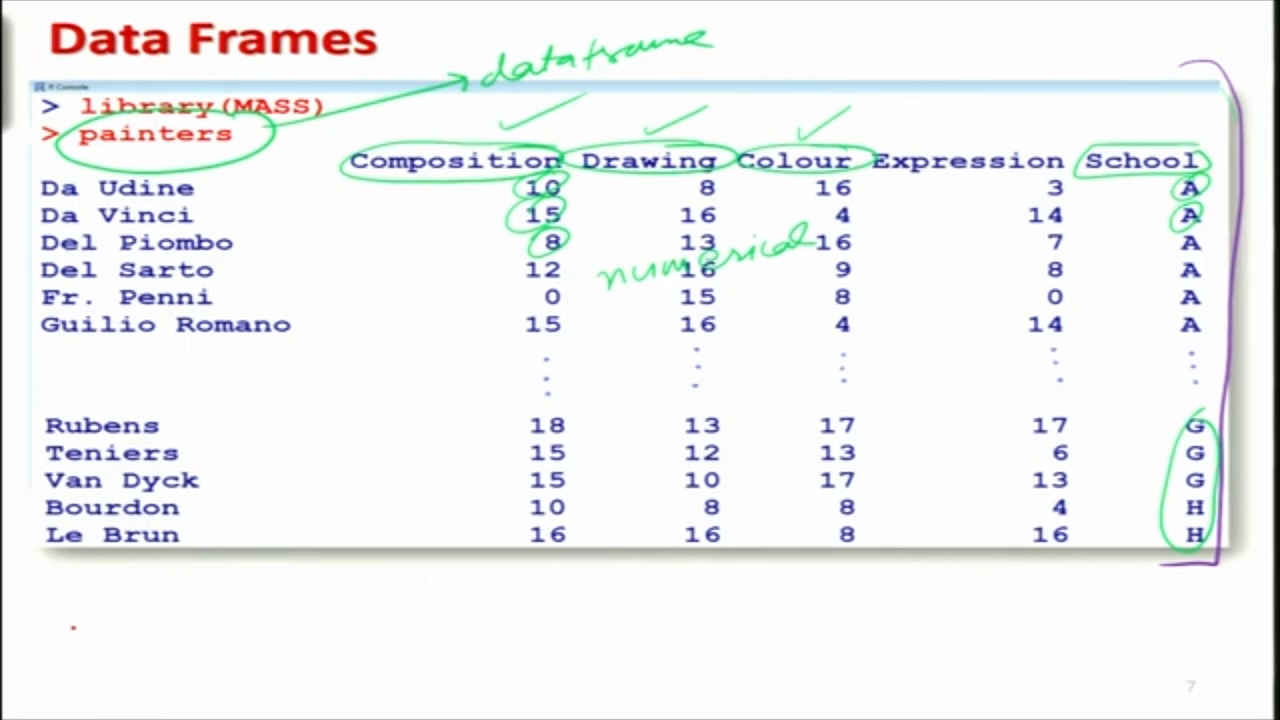 Data Frames
dataframe
R Console
> library(MASS)
> painters
Composition Drawing Colour Expression School
Da Udine 10 8 16 3 A
Da Vinci 15 16 4 14 A
Del Piombo 8 13 16 7 A
numerical
Del Sarto 12 16 9 8 A
Fr. Penni 0 15 8 0 A
Guilio Romano 15 16 4 14 A
Rubens 18 13 17 17 G
Teniers 15 12 13 6 G
Van Dyck 15 10 17 13 G
Bourdon 10 8 8 4 H
Le Brun 16 16 8 16 H
7